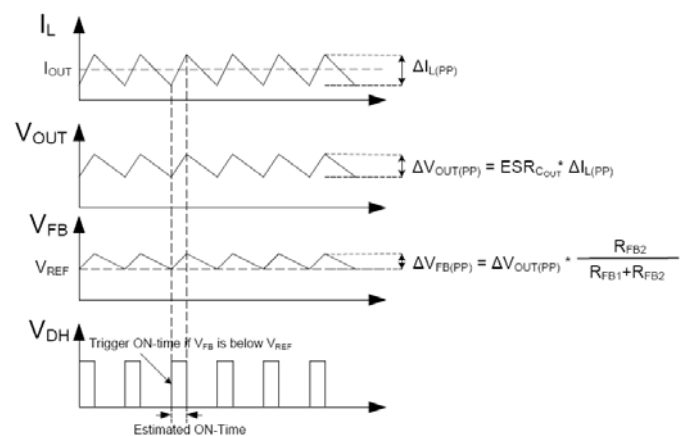 IL
IOUT
ΔIL(PP)
VOUT
ΔVOUT(PP) = ESRCOUT* ΔIL(PP)
VFB
VREF
ΔVFB(PP) = ΔVOUT(PP) * RFB2
RFB1+RFB2
VDH
Trigger ON-time if VFB is below VREF
Estimated ON-Time